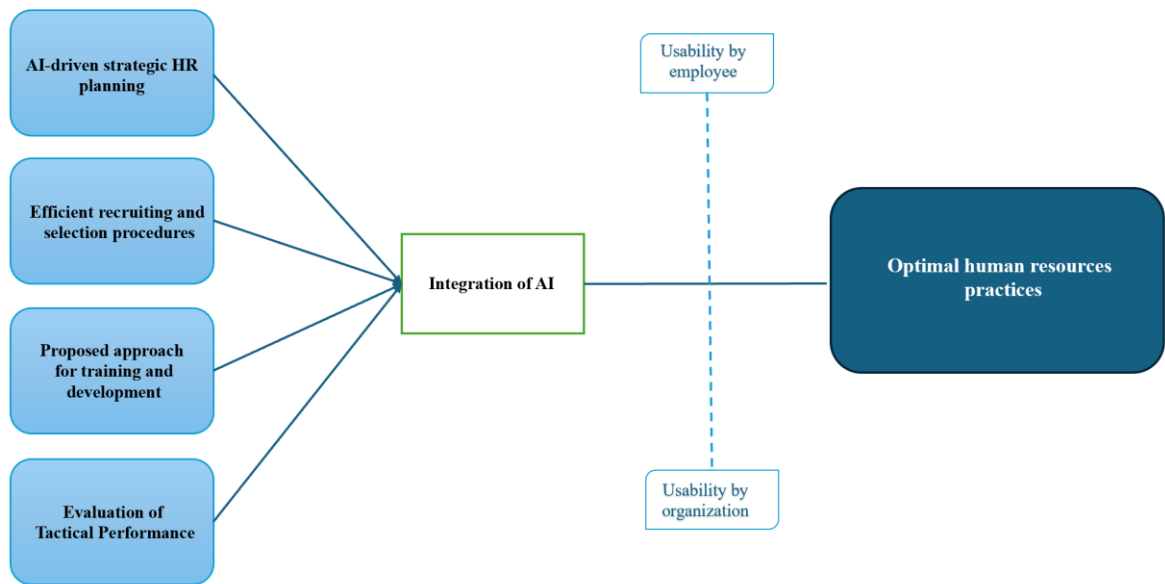 AI-driven strategic HR
planning
Efficient recruiting and
selection procedures
Proposed approach
for training and
development
Evaluation of
Tactical Performance
Integration of AI
Usability by
employee
Usability by
organization
Optimal human resources
practices